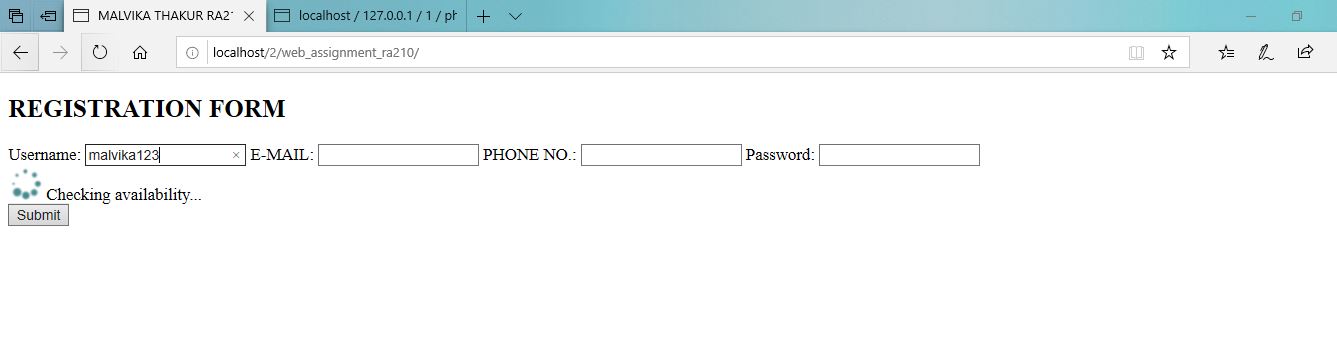 MALVIKA THAKUR RA21 localhost / 127.0.0.1 / 1 / ph
localhost/2/web_assignment_ra210/
REGISTRATION FORM
Username: malvika123 E-MAIL: PHONE NO.: Password:
Checking availability...
Submit